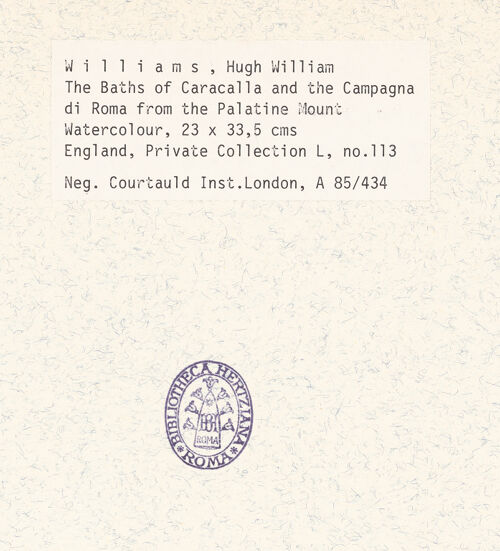 W i l l i a m s , Hugh William
The Baths of Caracalla and the Campagna
di Roma from the Palatine Mount
Watercolour, 23 x 33,5 cms
England, Private Collection L, no.113
Neg. Courtauld Inst.London, A 85/434
BIBLIOTHECA HERTZIANA
BH
ROMA
* ROMA *